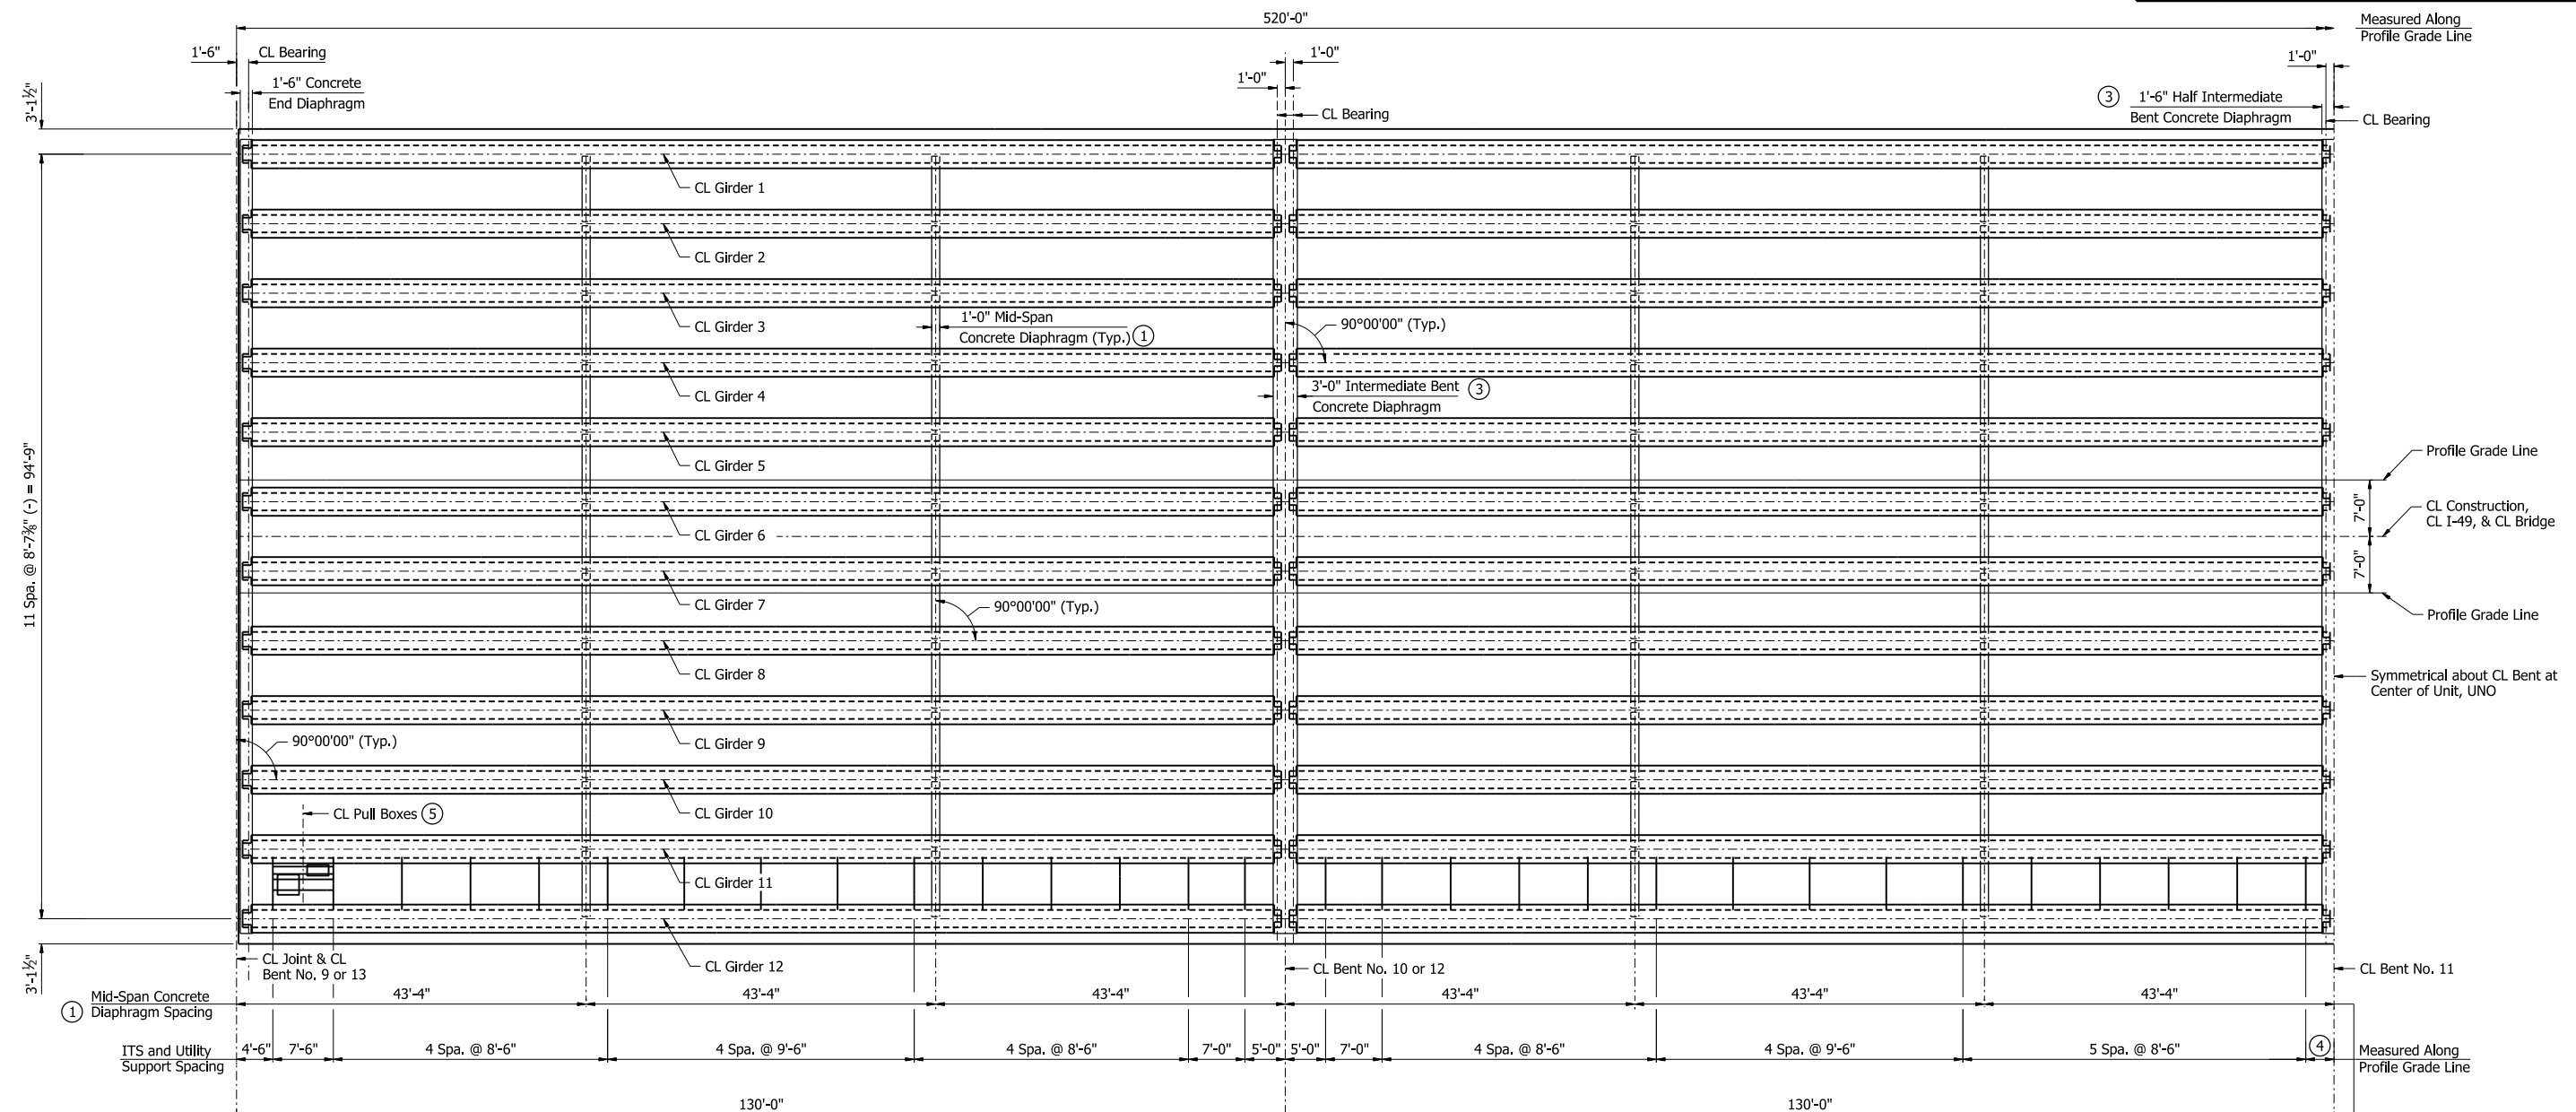 520'-0"
Measured Along
Profile Grade Line
1'-6"
CL Bearing
1'-0"
1'-0"
1'-0"
1'-6" Concrete
End Diaphragm
3'-1½"
CL Bearing
3 1'-6" Half Intermediate
Bent Concrete Diaphragm
CL Bearing
CL Girder 1
CL Girder 2
CL Girder 3
1'-0" Mid-Span
Concrete Diaphragm (Typ.) 1
90°00'00" (Typ.)
CL Girder 4
3'-0" Intermediate Bent 3
Concrete Diaphragm
CL Girder 5
Profile Grade Line
11 Spa. @ 8'-7⅜" (-) = 94'-9"
7'-0"
CL Construction,
CL I-49, & CL Bridge
CL Girder 6
7'-0"
CL Girder 7
90°00'00" (Typ.)
Profile Grade Line
CL Girder 8
Symmetrical about CL Bent at
Center of Unit, UNO
90°00'00" (Typ.)
CL Girder 9
CL Pull Boxes 5
CL Girder 10
CL Girder 11
3'-1½"
CL Joint & CL
Bent No. 9 or 13
CL Girder 12
CL Bent No. 10 or 12
CL Bent No. 11
1 Mid-Span Concrete
Diaphragm Spacing
43'-4"
43'-4"
43'-4"
43'-4"
43'-4"
43'-4"
ITS and Utility
Support Spacing
4'-6"
7'-6"
4 Spa. @ 8'-6"
4 Spa. @ 9'-6"
4 Spa. @ 8'-6"
7'-0"
5'-0"
5'-0"
7'-0"
4 Spa. @ 8'-6"
4 Spa. @ 9'-6"
5 Spa. @ 8'-6"
4
Measured Along
Profile Grade Line
130'-0"
130'-0"